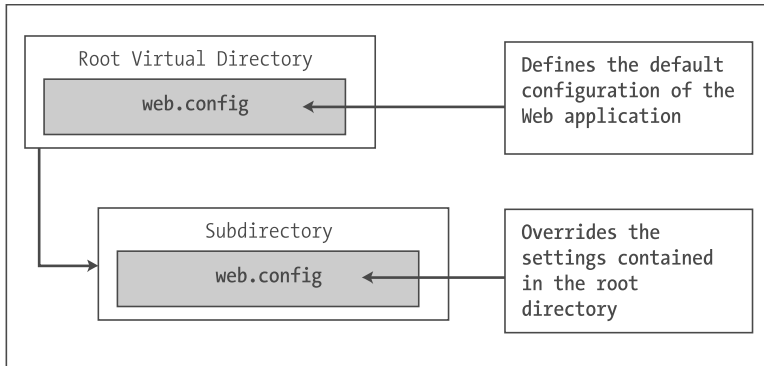 Root Virtual Directory
web.config
Defines the default
configuration of the
Web application
Subdirectory
web.config
Overrides the
settings contained
in the root
directory